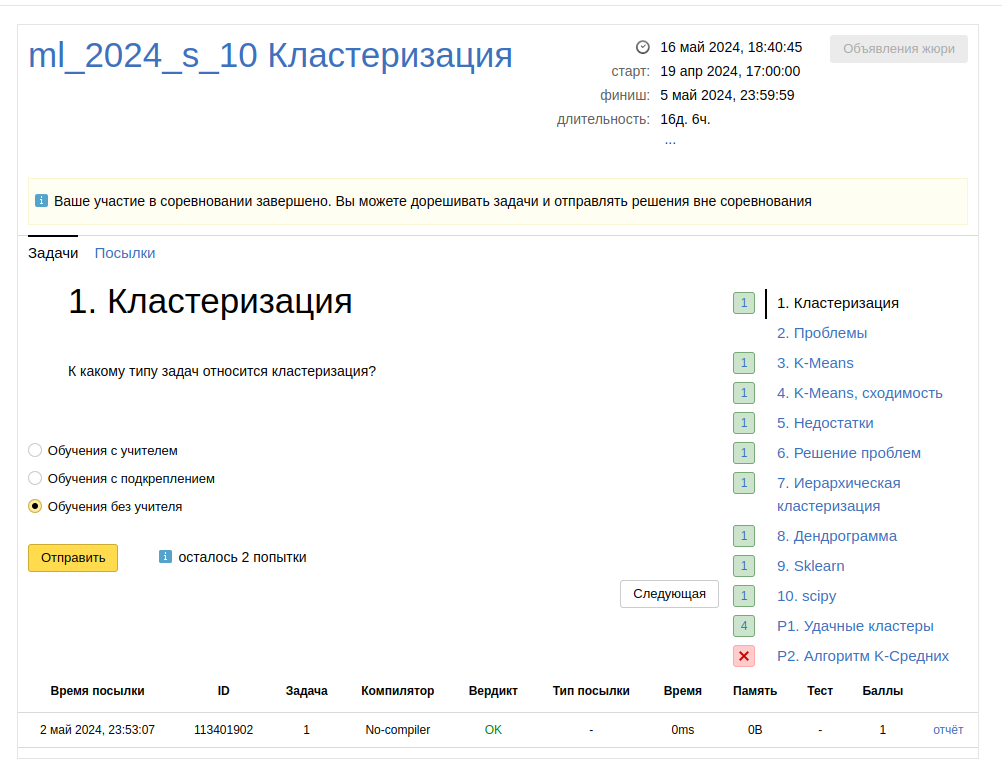 ml_2024_s_10 Кластеризация
16 май 2024, 18:40:45
Объявления жюри
старт: 19 апр 2024, 17:00:00
финиш: 5 май 2024, 23:59:59
длительность: 16д. 6ч.
...
Ваше участие в соревновании завершено. Вы можете дорешивать задачи и отправлять решения вне соревнования
Задачи Посылки
1. Кластеризация
К какому типу задач относится кластеризация?
Обучения с учителем
Обучения с подкреплением
Обучения без учителя
Отправить
осталось 2 попытки
Следующая
1 1. Кластеризация
2. Проблемы
1 3. K-Means
1 4. K-Means, сходимость
1 5. Недостатки
1 6. Решение проблем
1 7. Иерархическая
кластеризация
1 8. Дендрограмма
1 9. Sklearn
1 10. scipy
4 P1. Удачные кластеры
P2. Алгоритм K-Средних
Время посылки ID Задача Компилятор Вердикт Тип посылки Время Память Тест Баллы
2 май 2024, 23:53:07 113401902 1 No-compiler OK - 0ms 0B - 1 отчёт